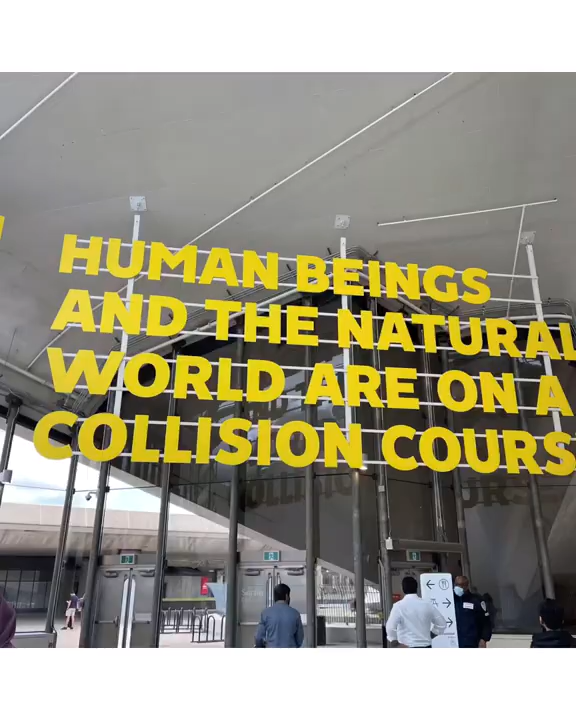 HUMAN BEINGS
AND THE NATURAL
WORLD ARE ON A
COLLISION COURS